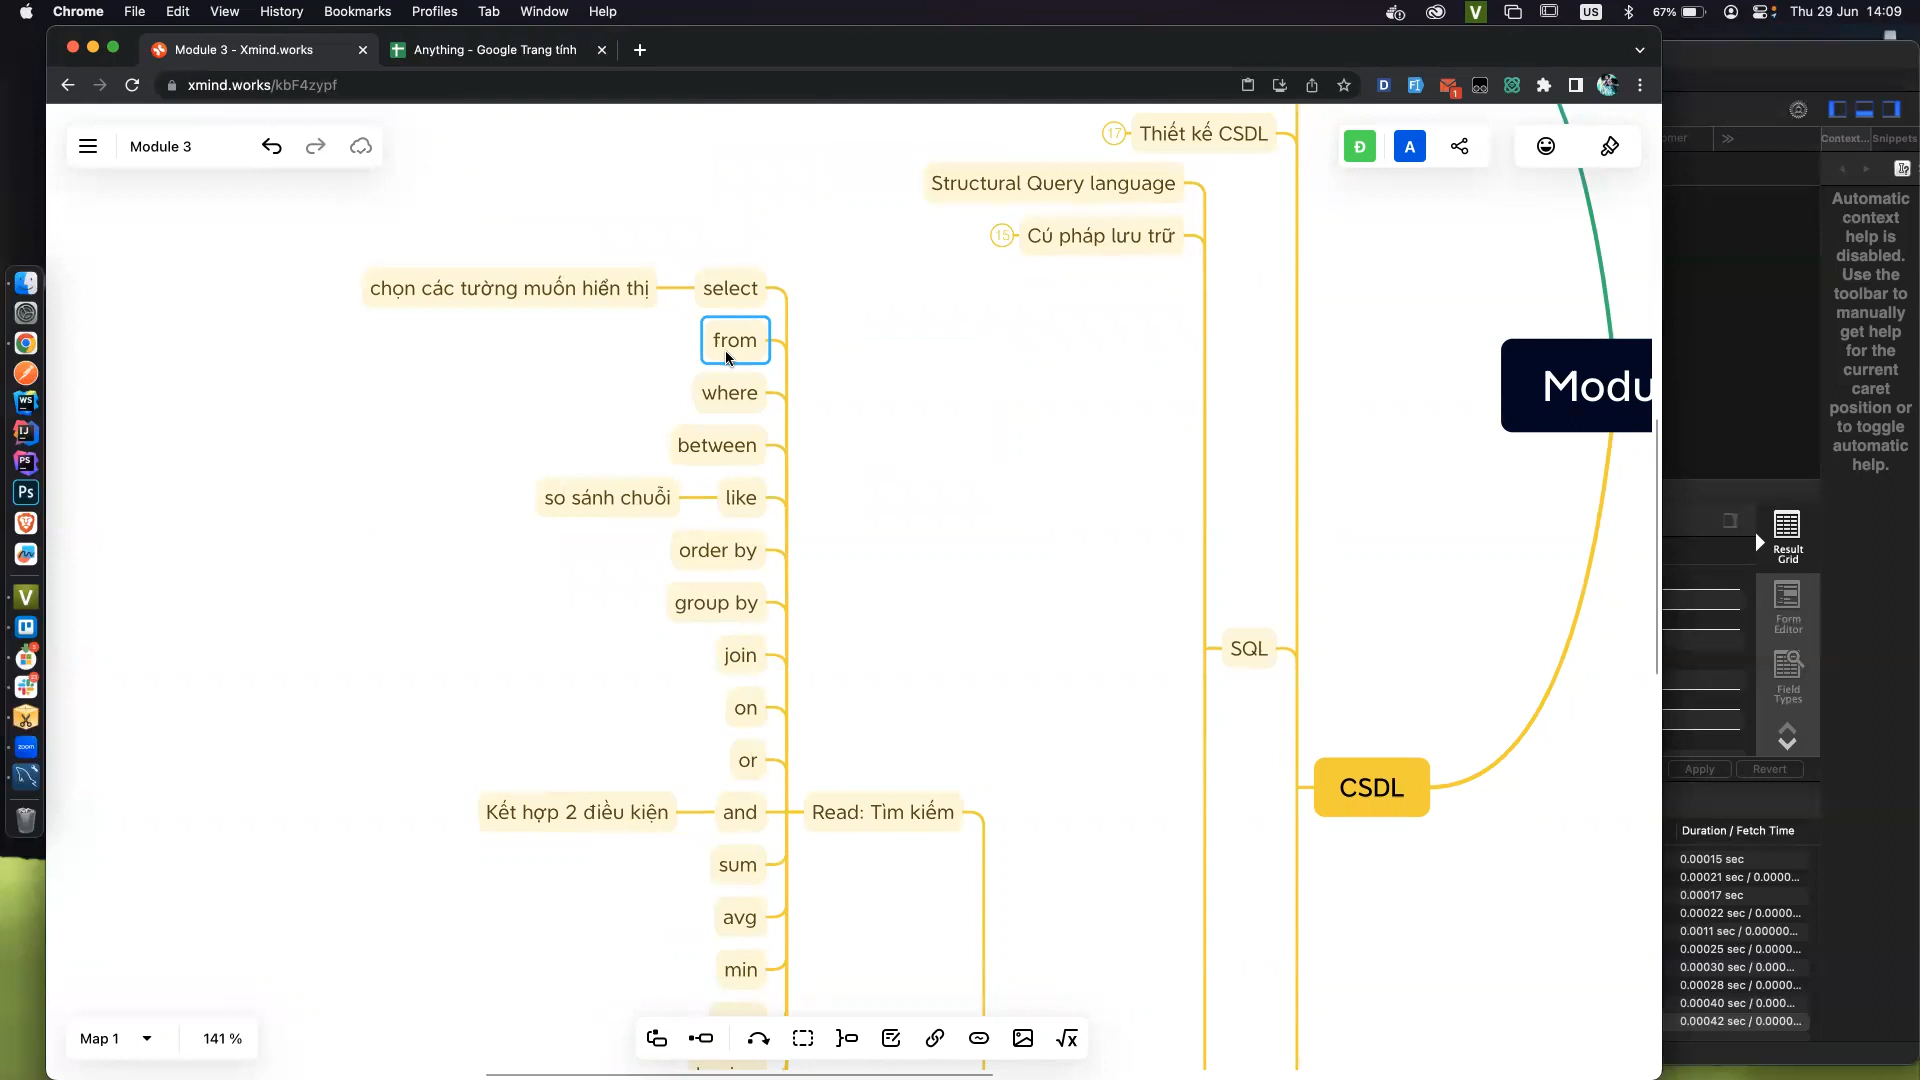 Chrome File Edit View History Bookmarks Profiles Tab Window Help
US 67% Thu 29 Jun 14:09
Module 3 - Xmind.works
Anything - Google Trang tính
xmind.works/kbF4zypf
Module 3
Đ A
17 Thiết kế CSDL
Structural Query language
15 Cú pháp lưu trữ
chọn các tường muốn hiển thị select
from
where
between
so sánh chuỗi like
order by
group by
join
on
SQL
or
CSDL
Kết hợp 2 điều kiện and Read: Tìm kiếm
sum
avg
min
Modu
Map 1 141 %
Context... Snippets
Automatic
context
help is
disabled.
Use the
toolbar to
manually
get help
for the
current
caret
position or
to toggle
automatic
help.
Result
Grid
Form
Editor
Field
Types
Apply Revert
Duration / Fetch Time
0.00015 sec
0.00021 sec / 0.0000...
0.00017 sec
0.00022 sec / 0.0000...
0.0011 sec / 0.00000...
0.00025 sec / 0.0000...
0.00030 sec / 0.000...
0.00028 sec / 0.0000...
0.00040 sec / 0.000...
0.00042 sec / 0.0000...